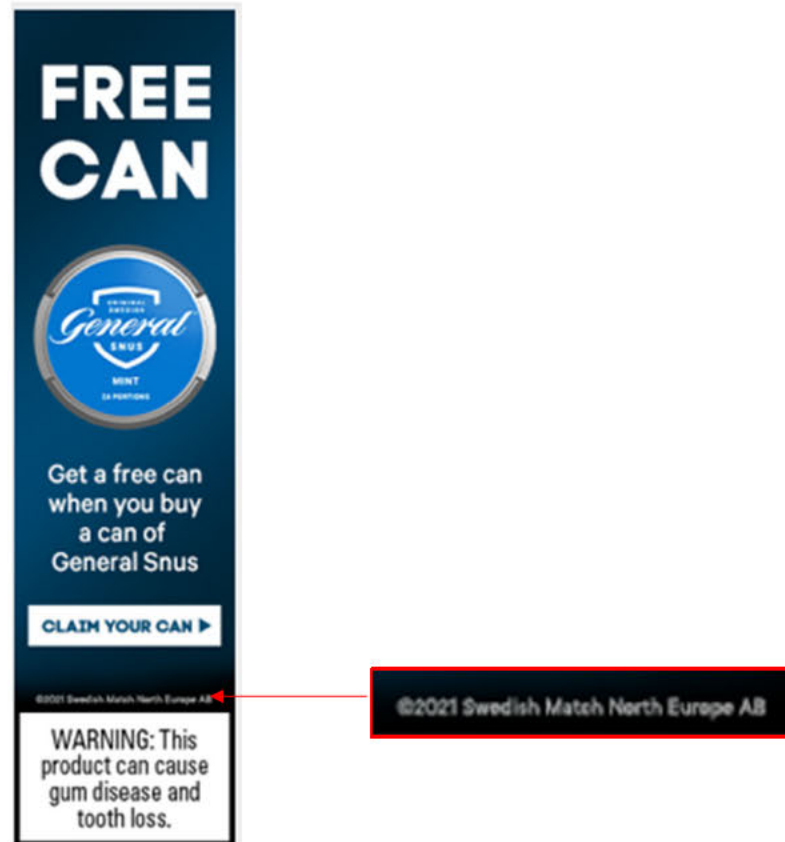 FREE
CAN
ORIGINAL
SWEDISH
General
SNUS
MINT
24 PORTIONS
Get a free can
when you buy
a can of
General Snus
CLAIM YOUR CAN
©2021 Swedish Match North Europe AB
©2021 Swedish Match North Europe AB
WARNING: This
product can cause
gum disease and
tooth loss.